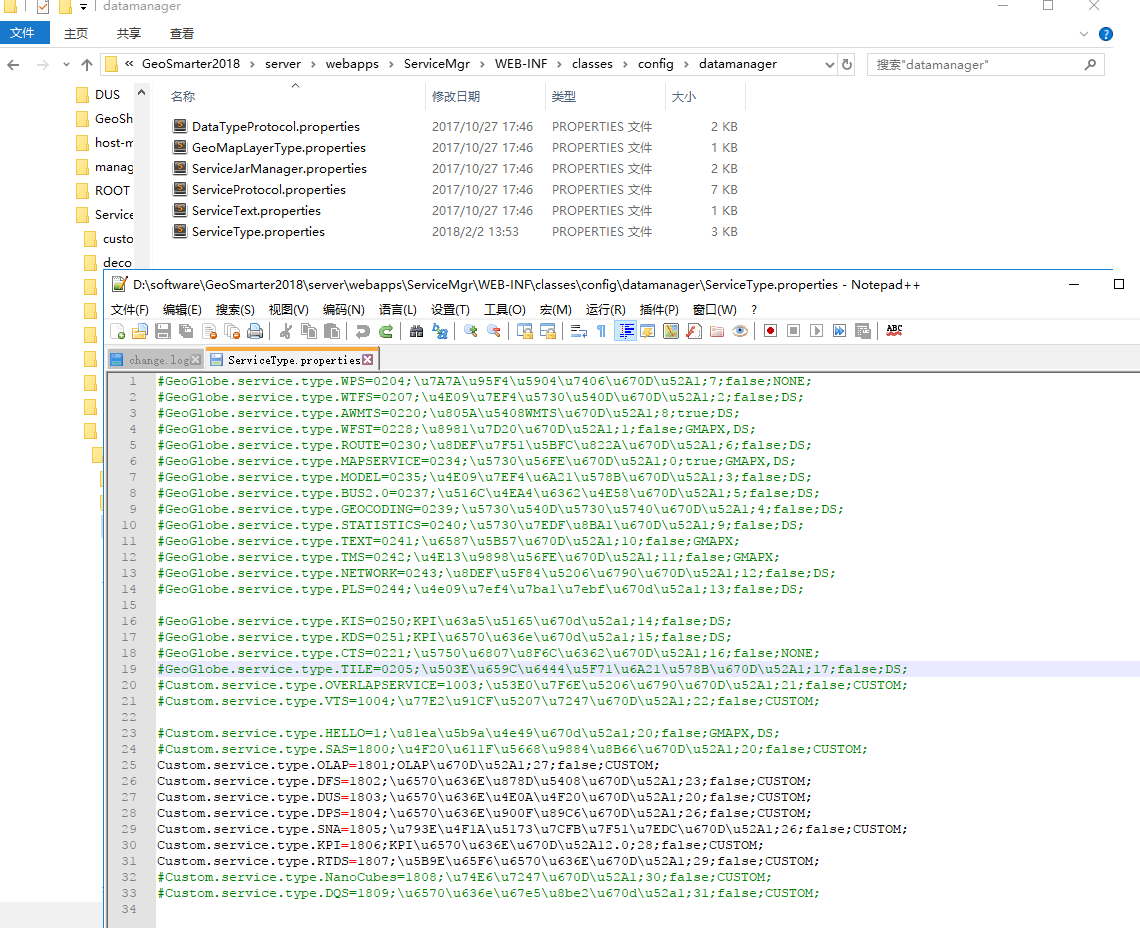 datamanager
文件 主页 共享 查看
« GeoSmarter2018 > server > webapps > ServiceMgr > WEB-INF > classes > config > datamanager
搜索"datamanager"
名称 修改日期 类型 大小
DUS
GeoSh
host-m
manag
ROOT
Service
custo
deco
DataTypeProtocol.properties 2017/10/27 17:46 PROPERTIES 文件 2 KB
GeoMapLayerType.properties 2017/10/27 17:46 PROPERTIES 文件 1 KB
ServiceJarManager.properties 2017/10/27 17:46 PROPERTIES 文件 2 KB
ServiceProtocol.properties 2017/10/27 17:46 PROPERTIES 文件 7 KB
ServiceText.properties 2017/10/27 17:46 PROPERTIES 文件 1 KB
ServiceType.properties 2018/2/2 13:53 PROPERTIES 文件 3 KB
D:\software\GeoSmarter2018\server\webapps\ServiceMgr\WEB-INF\classes\config\datamanager\ServiceType.properties - Notepad++
文件(F) 编辑(E) 搜索(S) 视图(V) 编码(N) 语言(L) 设置(T) 工具(O) 宏(M) 运行(R) 插件(P) 窗口(W) ?
change.log ServiceType.properties
1 #GeoGlobe.service.type.WPS=0204;\u7A7A\u95F4\u5904\u7406\u670D\u52A1;7;false;NONE;
2 #GeoGlobe.service.type.WTFS=0207;\u4E09\u7EF4\u5730\u540D\u670D\u52A1;2;false;DS;
3 #GeoGlobe.service.type.AWMTS=0220;\u805A\u5408WMTS\u670D\u52A1;8;true;DS;
4 #GeoGlobe.service.type.WFST=0228;\u8981\u7D20\u670D\u52A1;1;false;GMAPX,DS;
5 #GeoGlobe.service.type.ROUTE=0230;\u8DEF\u7F51\u5BFC\u822A\u670D\u52A1;6;false;DS;
6 #GeoGlobe.service.type.MAPSERVICE=0234;\u5730\u56FE\u670D\u52A1;0;true;GMAPX,DS;
7 #GeoGlobe.service.type.MODEL=0235;\u4E09\u7EF4\u6A21\u578B\u670D\u52A1;3;false;DS;
8 #GeoGlobe.service.type.BUS2.0=0237;\u516C\u4EA4\u6362\u4E58\u670D\u52A1;5;false;DS;
9 #GeoGlobe.service.type.GEOCODING=0239;\u5730\u540D\u5730\u5740\u670D\u52A1;4;false;DS;
10 #GeoGlobe.service.type.STATISTICS=0240;\u5730\u7EDF\u8BA1\u670D\u52A1;9;false;DS;
11 #GeoGlobe.service.type.TEXT=0241;\u6587\u5B57\u670D\u52A1;10;false;GMAPX;
12 #GeoGlobe.service.type.TMS=0242;\u4E13\u9898\u56FE\u670D\u52A1;11;false;GMAPX;
13 #GeoGlobe.service.type.NETWORK=0243;\u8DEF\u5F84\u5206\u6790\u670D\u52A1;12;false;DS;
14 #GeoGlobe.service.type.PLS=0244;\u4e09\u7ef4\u7ba1\u7ebf\u670d\u52a1;13;false;DS;
15
16 #GeoGlobe.service.type.KIS=0250;KPI\u63a5\u5165\u670d\u52a1;14;false;DS;
17 #GeoGlobe.service.type.KDS=0251;KPI\u6570\u636e\u670d\u52a1;15;false;DS;
18 #GeoGlobe.service.type.CTS=0221;\u5750\u6807\u8F6C\u6362\u670D\u52A1;16;false;NONE;
19 #GeoGlobe.service.type.TILE=0205;\u503E\u659C\u6444\u5F71\u6A21\u578B\u670D\u52A1;17;false;DS;
20 #Custom.service.type.OVERLAPSERVICE=1003;\u53E0\u7F6E\u5206\u6790\u670D\u52A1;21;false;CUSTOM;
21 #Custom.service.type.VTS=1004;\u77E2\u91CF\u5207\u7247\u670D\u52A1;22;false;CUSTOM;
22
23 #Custom.service.type.HELLO=1;\u81ea\u5b9a\u4e49\u670d\u52a1;20;false;GMAPX,DS;
24 #Custom.service.type.SAS=1800;\u4F20\u611F\u5668\u9884\u8B66\u670D\u52A1;20;false;CUSTOM;
25 Custom.service.type.OLAP=1801;OLAP\u670D\u52A1;27;false;CUSTOM;
26 Custom.service.type.DFS=1802;\u6570\u636E\u878D\u5408\u670D\u52A1;23;false;CUSTOM;
27 Custom.service.type.DUS=1803;\u6570\u636E\u4E0A\u4F20\u670D\u52A1;20;false;CUSTOM;
28 Custom.service.type.DPS=1804;\u6570\u636E\u900F\u89C6\u670D\u52A1;26;false;CUSTOM;
29 Custom.service.type.SNA=1805;\u793E\u4F1A\u5173\u7CFB\u7F51\u7EDC\u670D\u52A1;26;false;CUSTOM;
30 Custom.service.type.KPI=1806;KPI\u6570\u636E\u670D\u52A12.0;28;false;CUSTOM;
31 Custom.service.type.RTDS=1807;\u5B9E\u65F6\u6570\u636E\u670D\u52A1;29;false;CUSTOM;
32 #Custom.service.type.NanoCubes=1808;\u74E6\u7247\u670D\u52A1;30;false;CUSTOM;
33 #Custom.service.type.DQS=1809;\u6570\u636e\u67e5\u8be2\u670d\u52a1;31;false;CUSTOM;
34